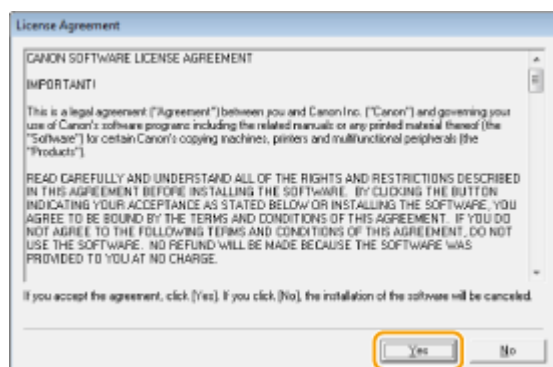 License Agreement
CANON SOFTWARE LICENSE AGREEMENT
IMPORTANT!
This is a legal agreement ("Agreement") between you and Canon Inc. ("Canon") and governing your
use of Canon's software programs including the related manuals or any printed material thereof (the
"Software") for certain Canon's copying machines, printers and multifunctional peripherals (the
"Products").
READ CAREFULLY AND UNDERSTAND ALL OF THE RIGHTS AND RESTRICTIONS DESCRIBED
IN THIS AGREEMENT BEFORE INSTALLING THE SOFTWARE. BY CLICKING THE BUTTON
INDICATING YOUR ACCEPTANCE AS STATED BELOW OR INSTALLING THE SOFTWARE, YOU
AGREE TO BE BOUND BY THE TERMS AND CONDITIONS OF THIS AGREEMENT. IF YOU DO
NOT AGREE TO THE FOLLOWING TERMS AND CONDITIONS OF THIS AGREEMENT, DO NOT
USE THE SOFTWARE. NO REFUND WILL BE MADE BECAUSE THE SOFTWARE WAS
PROVIDED TO YOU AT NO CHARGE.
If you accept the agreement, click [Yes]. If you click [No], the installation of the software will be canceled.
Yes
No